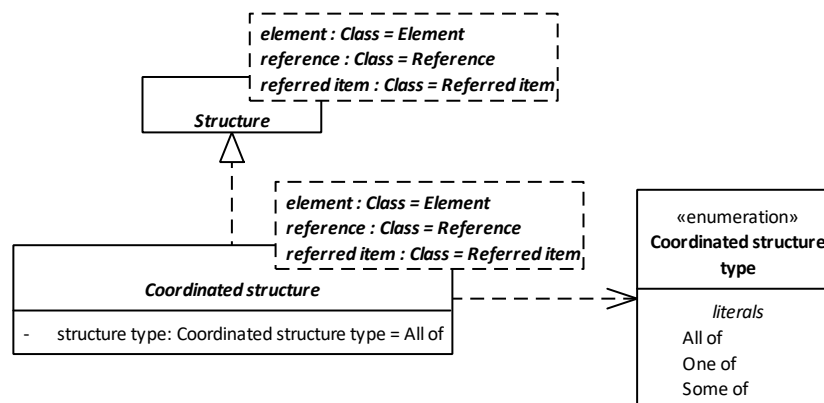 element : Class = Element
reference : Class = Reference
referred item : Class = Referred item
Structure
element : Class = Element
reference : Class = Reference
referred item : Class = Referred item
Coordinated structure
- structure type: Coordinated structure type = All of
«enumeration»
Coordinated structure
type
literals
All of
One of
Some of